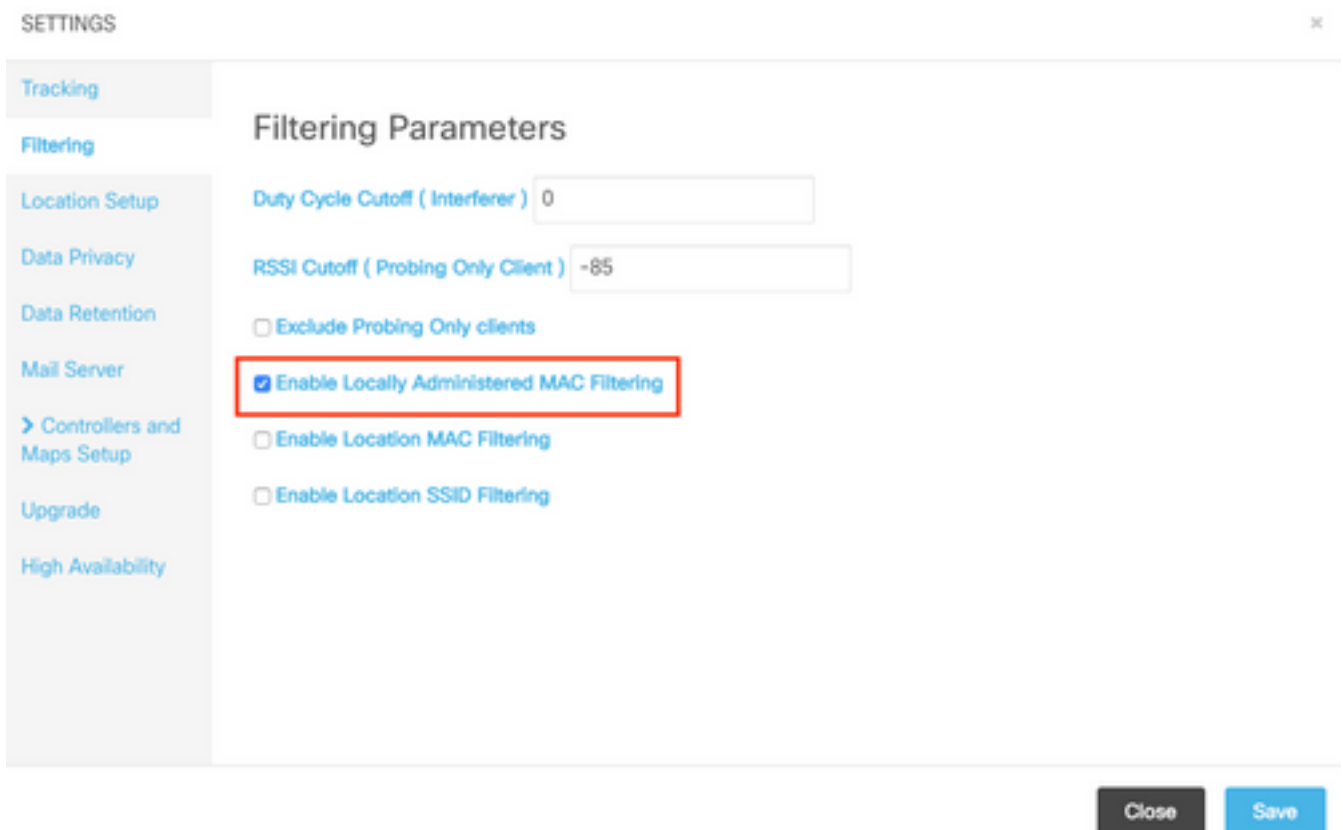 SETTINGS
Tracking
Filtering
Location Setup
Data Privacy
Data Retention
Mail Server
Controllers and
Maps Setup
Upgrade
High Availability
Filtering Parameters
Duty Cycle Cutoff ( Interferer ) 0
RSSI Cutoff ( Probing Only Client ) -85
Exclude Probing Only clients
Enable Locally Administered MAC Filtering
Enable Location MAC Filtering
Enable Location SSID Filtering
Close Save